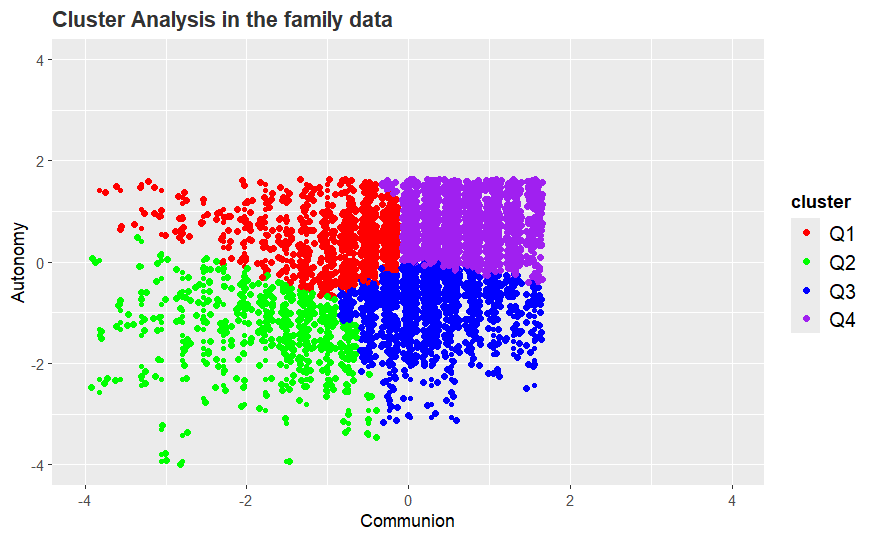 Cluster Analysis in the family data
4
2
0
-2
-4
Autonomy
-4
-2
0
2
4
Communion
cluster
Q1
Q2
Q3
Q4